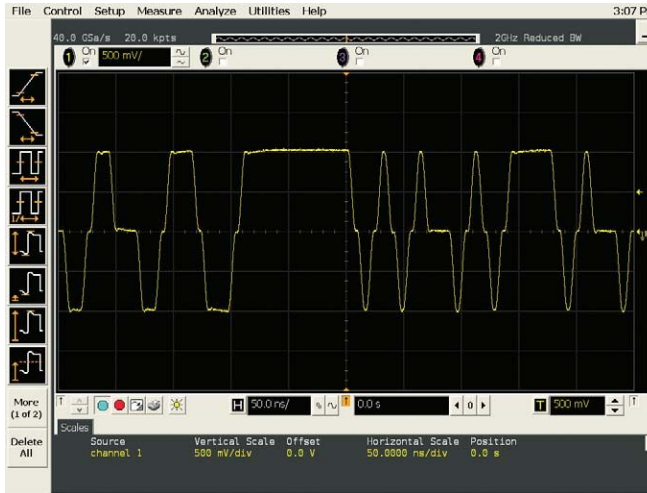 File Control Setup Measure Analyze Utilities Help 3:07 P
40.0 GSa/s 20.0 kpts 2GHz Reduced BW
1 On 500 mV/ 2 On 3 On 4 On
More
(1 of 2)
Delete
All
H 50.0 ns/ T 0.0 s 0 T 500 mV T
Scales
Source Vertical Scale Offset Horizontal Scale Position
channel 1 500 mV/div 0.0 V 50.0000 ns/div 0.0 s